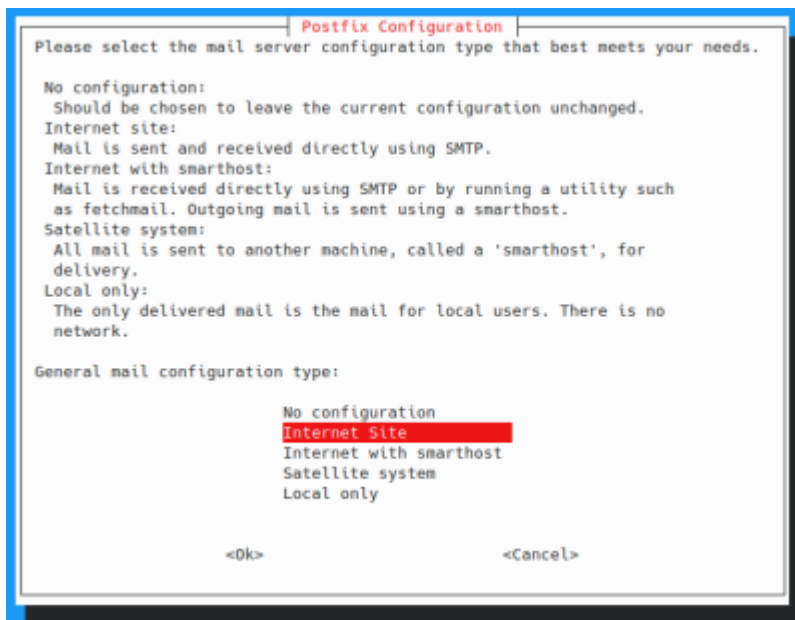 Postfix Configuration
Please select the mail server configuration type that best meets your needs.
No configuration:
Should be chosen to leave the current configuration unchanged.
Internet site:
Mail is sent and received directly using SMTP.
Internet with smarthost:
Mail is received directly using SMTP or by running a utility such
as fetchmail. Outgoing mail is sent using a smarthost.
Satellite system:
All mail is sent to another machine, called a 'smarthost', for
delivery.
Local only:
The only delivered mail is the mail for local users. There is no
network.
General mail configuration type:
No configuration
Internet Site
Internet with smarthost
Satellite system
Local only
<Ok> <Cancel>